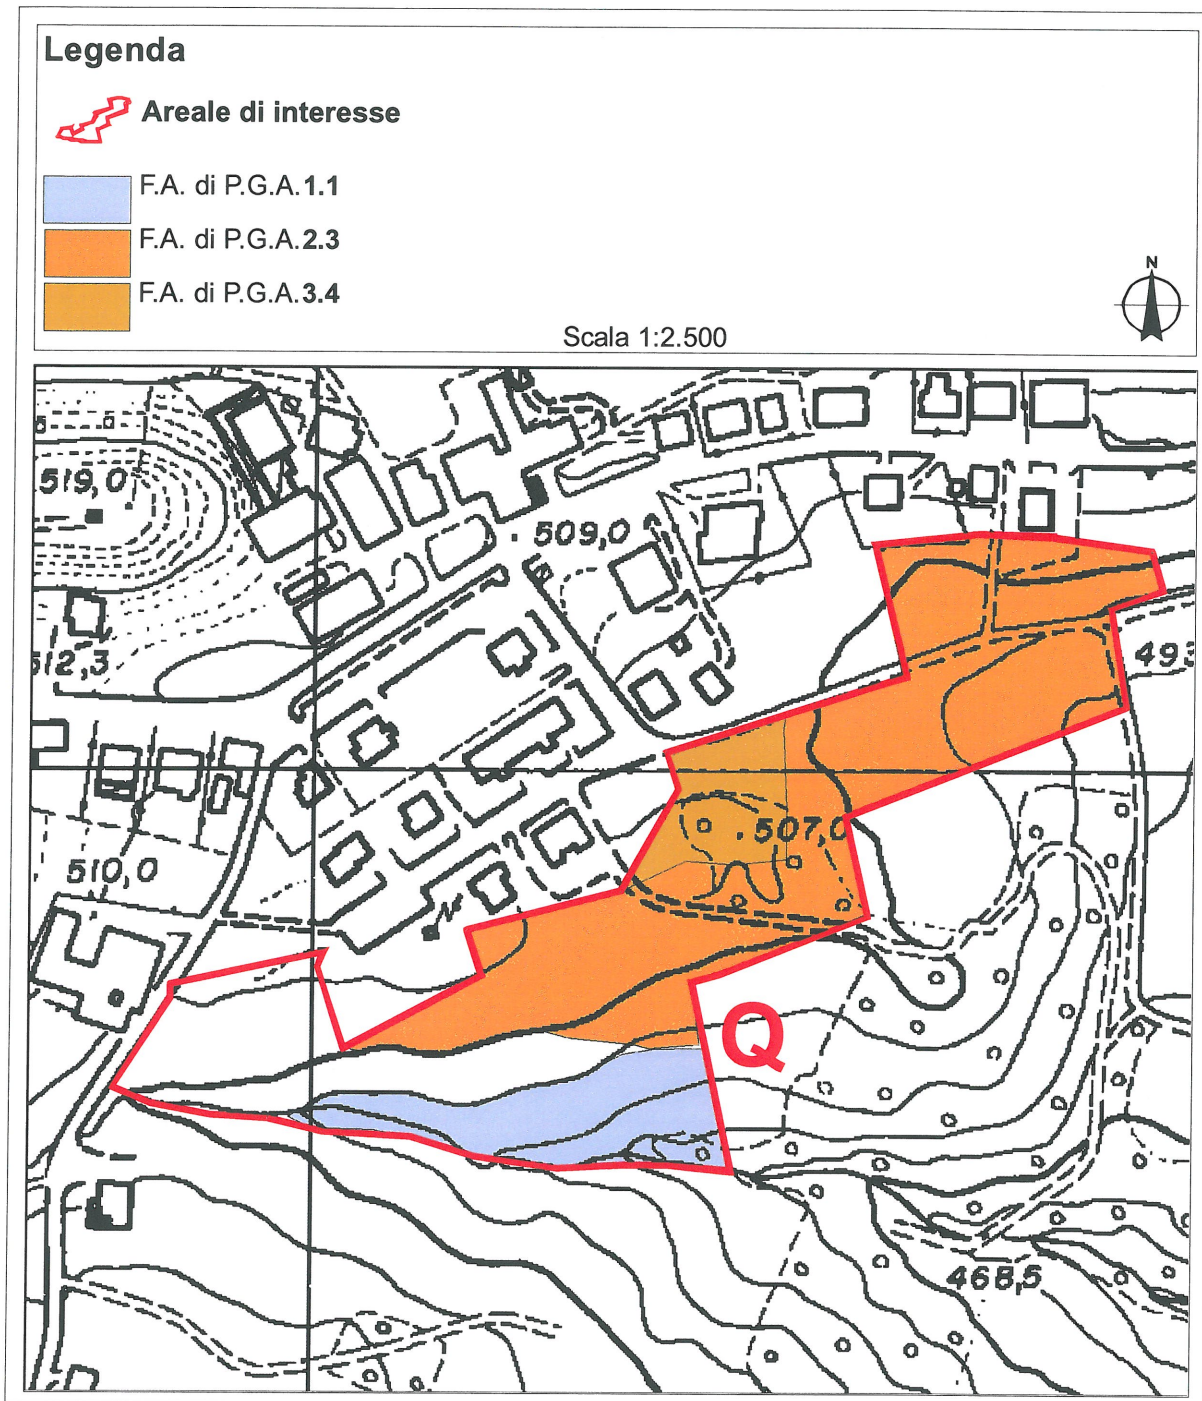 Legenda
Areale di interesse
F.A. di P.G.A.1.1
F.A. di P.G.A.2.3
F.A. di P.G.A.3.4
N
Scala 1:2.500
519,0
509,0
512,3
493
507,0
510,0
Q
468,5